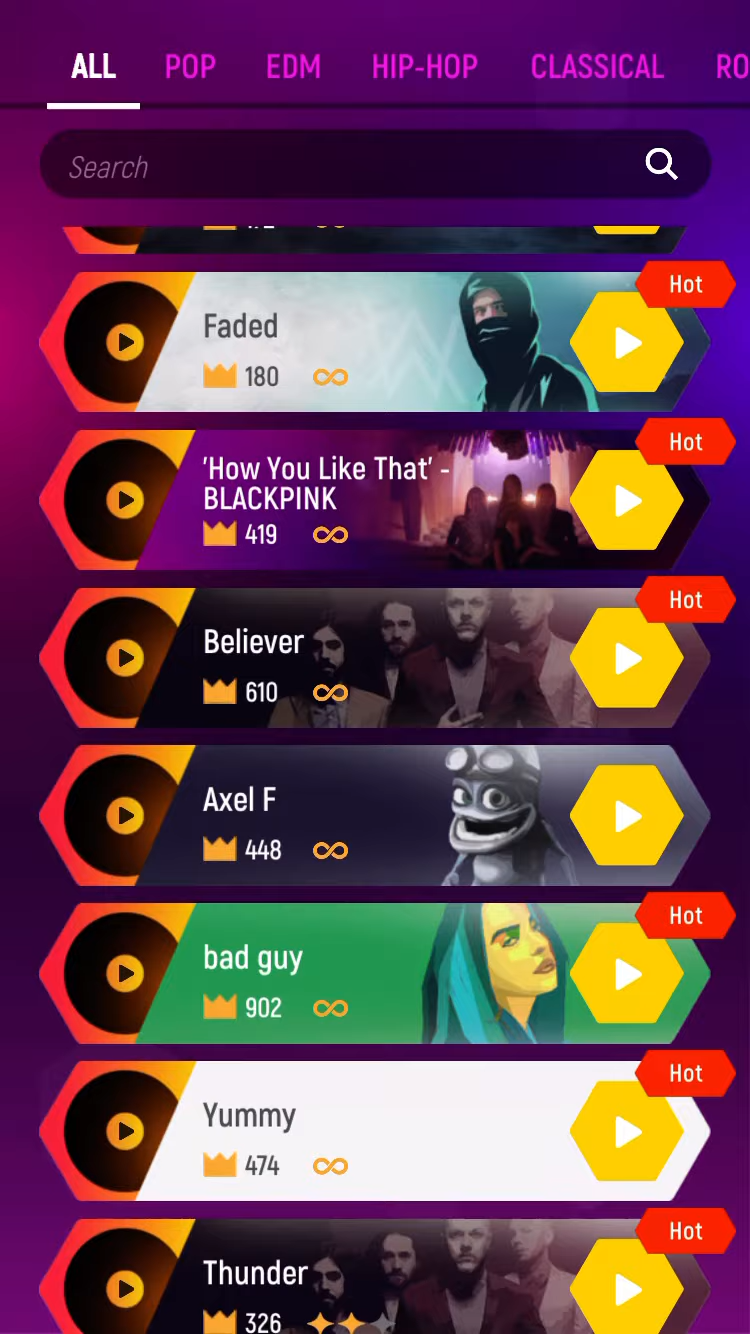 ALL POP EDM HIP-HOP CLASSICAL RO
Search
Hot
Faded
180
Hot
'How You Like That' -
BLACKPINK
419
Hot
Believer
610
Axel F
448
Hot
bad guy
902
Hot
Yummy
474
Hot
Thunder
326